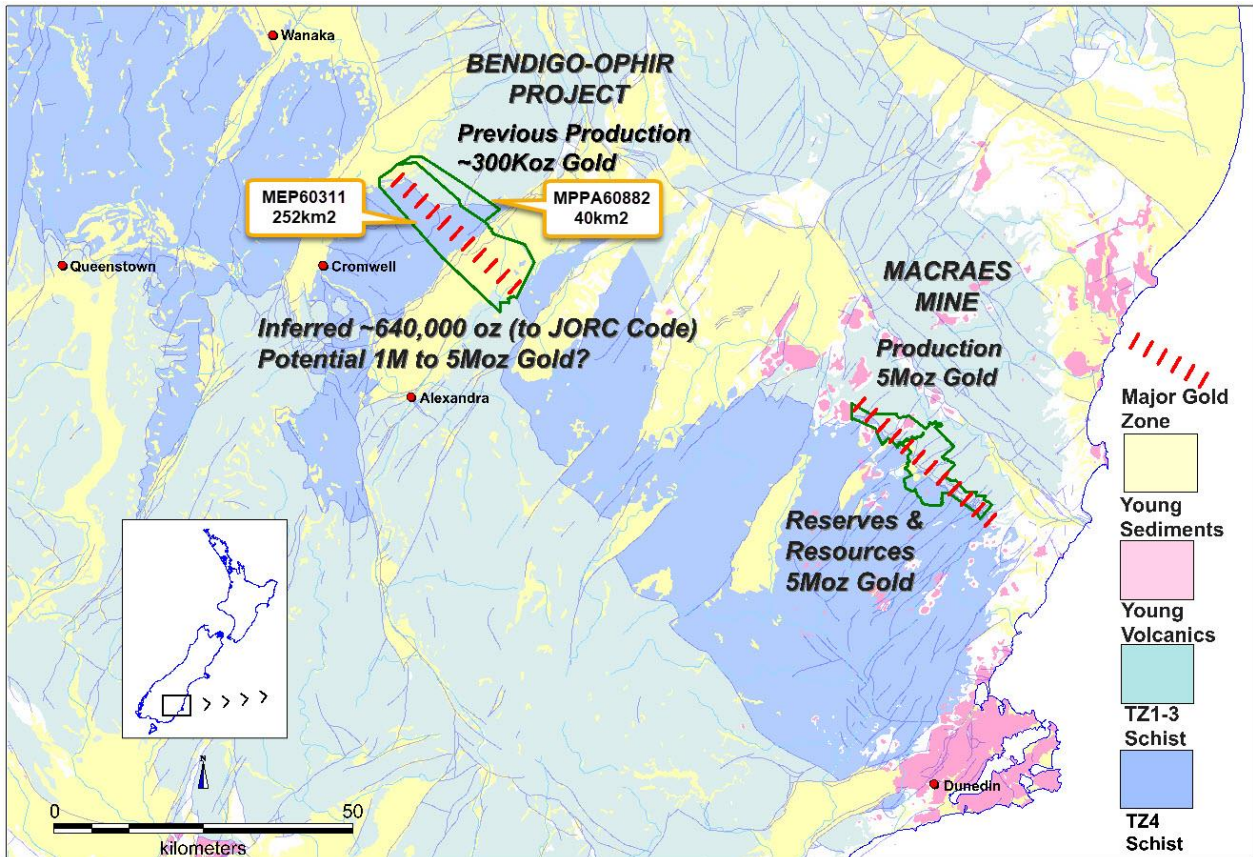 Wanaka
BENDIGO-OPHIR
PROJECT
Previous Production
~300Koz Gold
MEP60311
252km2
MPPA60882
40km2
Queenstown
Cromwell
MACRAES
MINE
Production
5Moz Gold
Inferred ~640,000 oz (to JORC Code)
Potential 1M to 5Moz Gold?
Alexandra
Reserves &
Resources
5Moz Gold
Major Gold
Zone
Young
Sediments
Young
Volcanics
TZ1-3
Schist
TZ4
Schist
N
Dunedin
0
50
kilometers